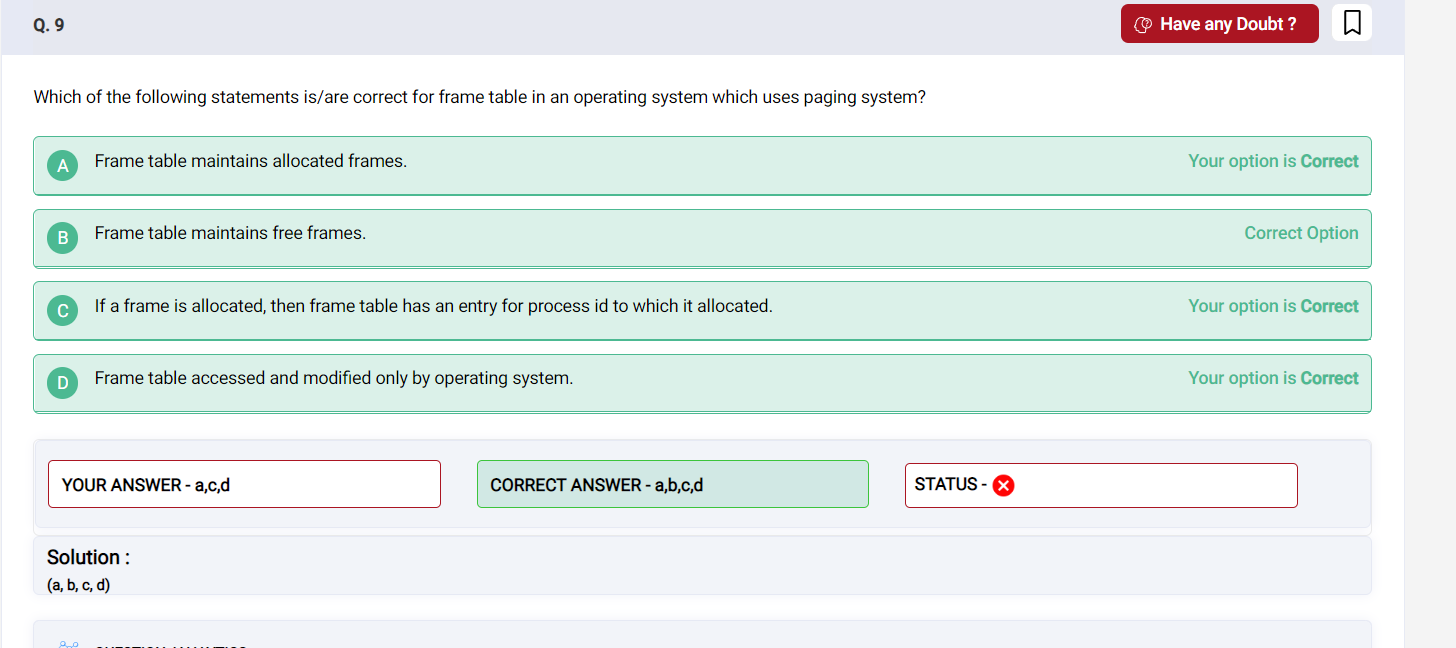 Q. 9
Have any Doubt ?
Which of the following statements is/are correct for frame table in an operating system which uses paging system?
A Frame table maintains allocated frames. Your option is Correct
B Frame table maintains free frames. Correct Option
C If a frame is allocated, then frame table has an entry for process id to which it allocated. Your option is Correct
D Frame table accessed and modified only by operating system. Your option is Correct
YOUR ANSWER - a,c,d CORRECT ANSWER - a,b,c,d STATUS -
Solution :
(a, b, c, d)